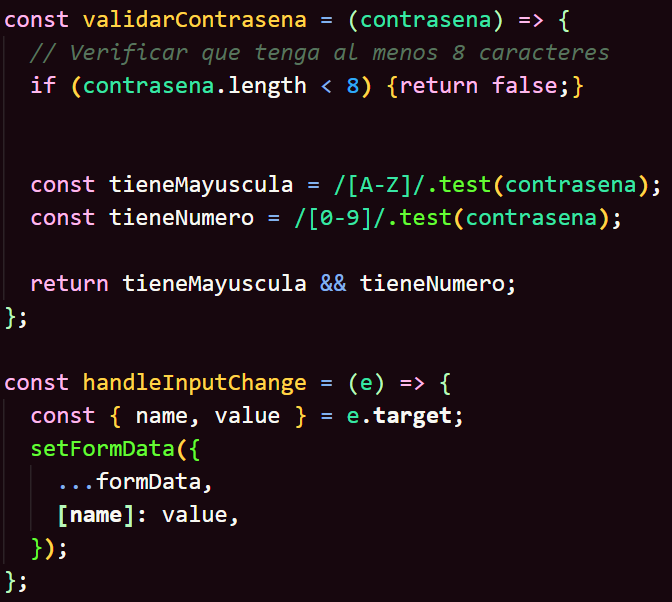 const validarContrasena = (contrasena) => {
  // Verificar que tenga al menos 8 caracteres
  if (contrasena.length < 8) {return false;}
  const tieneMayuscula = /[A-Z]/.test(contrasena);
  const tieneNumero = /[0-9]/.test(contrasena);
  return tieneMayuscula && tieneNumero;
};
const handleInputChange = (e) => {
  const { name, value } = e.target;
  setFormData({
    ...formData,
    [name]: value,
  });
};